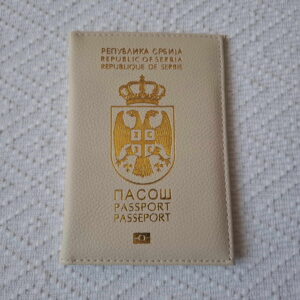 РЕПУБЛИКА СРБИЈА
REPUBLIC OF SERBIA
REPUBLIQUE DE SERBIE
ПАСОШ
PASSPORT
PASSEPORT